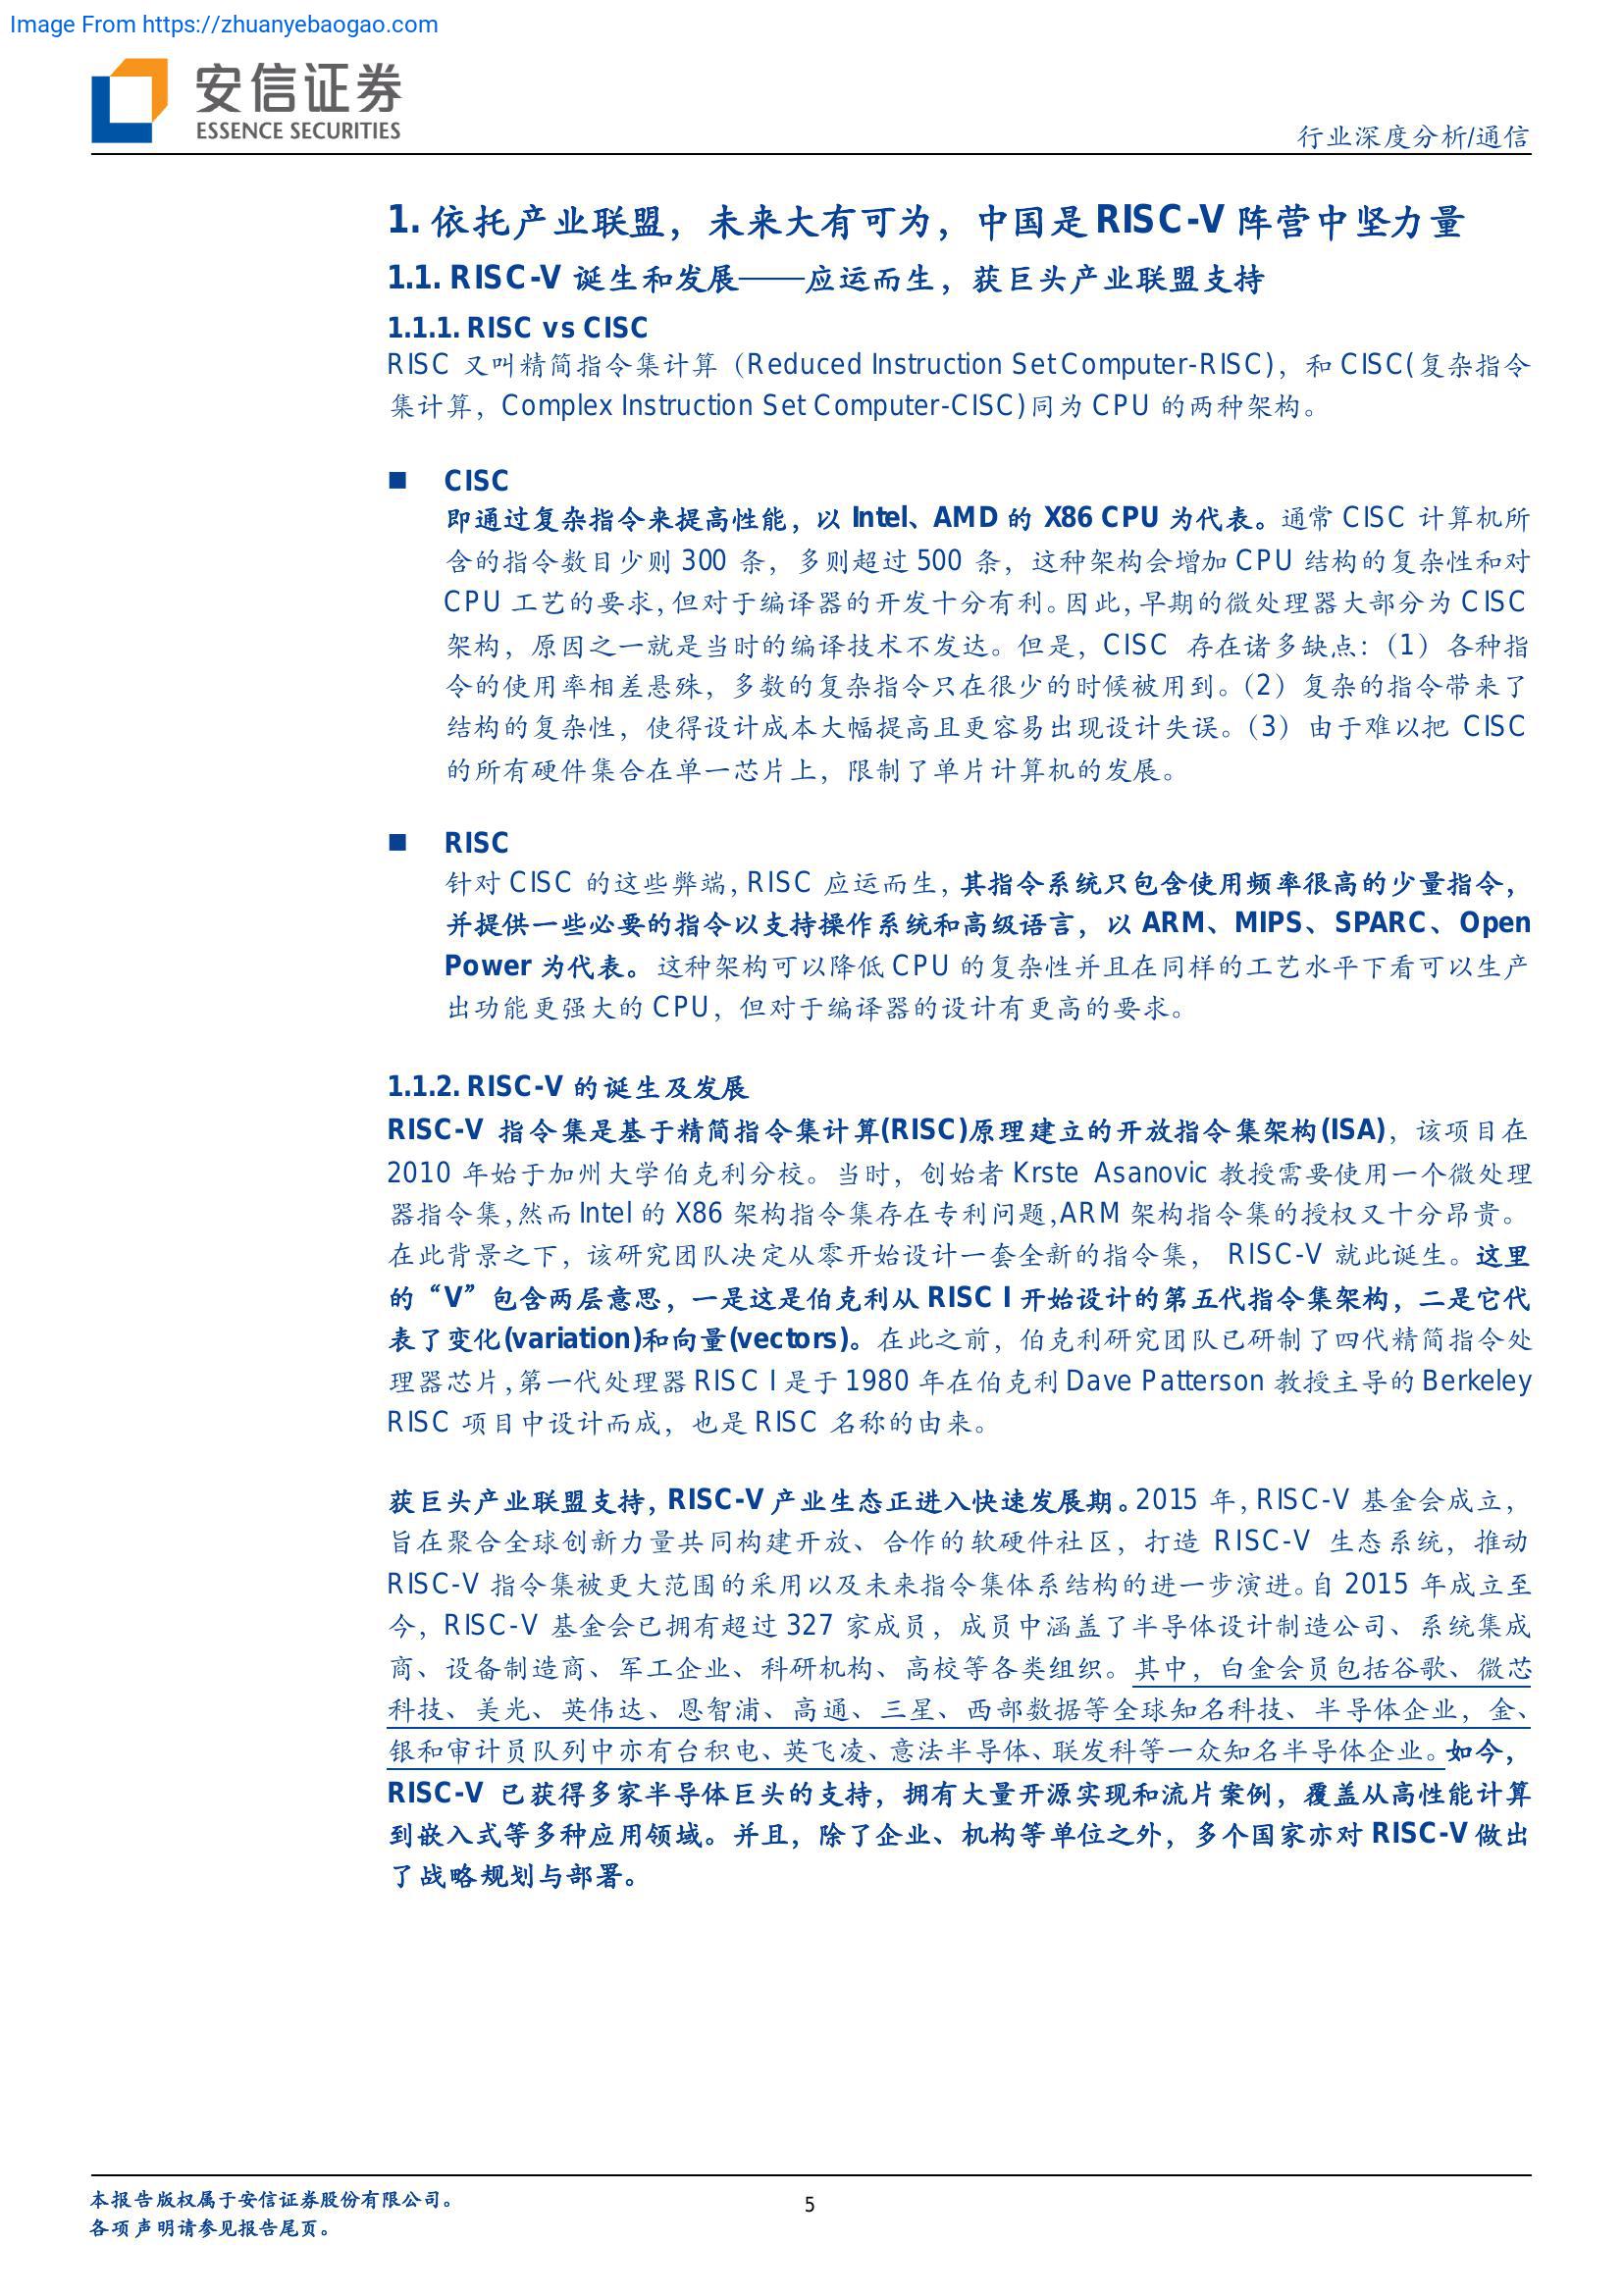 Image From https://zhuanyebaogao.com
安信证券
ESSENCE SECURITIES
行业深度分析/通信
1. 依托产业联盟，未来大有可为，中国是 RISC-V 阵营中坚力量
1.1. RISC-V 诞生和发展——应运而生，获巨头产业联盟支持
1.1.1. RISC vs CISC
RISC 又叫精简指令集计算（Reduced Instruction Set Computer-RISC)，和 CISC(复杂指令
集计算，Complex Instruction Set Computer-CISC)同为 CPU 的两种架构。
■ CISC
即通过复杂指令来提高性能，以 Intel、AMD 的 X86 CPU 为代表。通常 CISC 计算机所
含的指令数目少则 300 条，多则超过 500 条，这种架构会增加 CPU 结构的复杂性和对
CPU 工艺的要求，但对于编译器的开发十分有利。因此，早期的微处理器大部分为 CISC
架构，原因之一就是当时的编译技术不发达。但是，CISC 存在诸多缺点：（1）各种指
令的使用率相差悬殊，多数的复杂指令只在很少的时候被用到。（2）复杂的指令带来了
结构的复杂性，使得设计成本大幅提高且更容易出现设计失误。（3）由于难以把 CISC
的所有硬件集合在单一芯片上，限制了单片计算机的发展。
■ RISC
针对 CISC 的这些弊端，RISC 应运而生，其指令系统只包含使用频率很高的少量指令，
并提供一些必要的指令以支持操作系统和高级语言，以 ARM、MIPS、SPARC、Open
Power 为代表。这种架构可以降低 CPU 的复杂性并且在同样的工艺水平下看可以生产
出功能更强大的 CPU，但对于编译器的设计有更高的要求。
1.1.2. RISC-V 的诞生及发展
RISC-V 指令集是基于精简指令集计算(RISC)原理建立的开放指令集架构(ISA)，该项目在
2010 年始于加州大学伯克利分校。当时，创始者 Krste Asanovic 教授需要使用一个微处理
器指令集，然而 Intel 的 X86 架构指令集存在专利问题，ARM 架构指令集的授权又十分昂贵。
在此背景之下，该研究团队决定从零开始设计一套全新的指令集， RISC-V 就此诞生。这里
的“V”包含两层意思，一是这是伯克利从 RISC I 开始设计的第五代指令集架构，二是它代
表了变化(variation)和向量(vectors)。在此之前，伯克利研究团队已研制了四代精简指令处
理器芯片，第一代处理器 RISC I 是于 1980 年在伯克利 Dave Patterson 教授主导的 Berkeley
RISC 项目中设计而成，也是 RISC 名称的由来。
获巨头产业联盟支持，RISC-V 产业生态正进入快速发展期。2015 年，RISC-V 基金会成立，
旨在聚合全球创新力量共同构建开放、合作的软硬件社区，打造 RISC-V 生态系统，推动
RISC-V 指令集被更大范围的采用以及未来指令集体系结构的进一步演进。自 2015 年成立至
今，RISC-V 基金会已拥有超过 327 家成员，成员中涵盖了半导体设计制造公司、系统集成
商、设备制造商、军工企业、科研机构、高校等各类组织。其中，白金会员包括谷歌、微芯
科技、美光、英伟达、恩智浦、高通、三星、西部数据等全球知名科技、半导体企业，金、
银和审计员队列中亦有台积电、英飞凌、意法半导体、联发科等一众知名半导体企业。如今，
RISC-V 已获得多家半导体巨头的支持，拥有大量开源实现和流片案例，覆盖从高性能计算
到嵌入式等多种应用领域。并且，除了企业、机构等单位之外，多个国家亦对 RISC-V 做出
了战略规划与部署。
本报告版权属于安信证券股份有限公司。
5
各项声明请参见报告尾页。